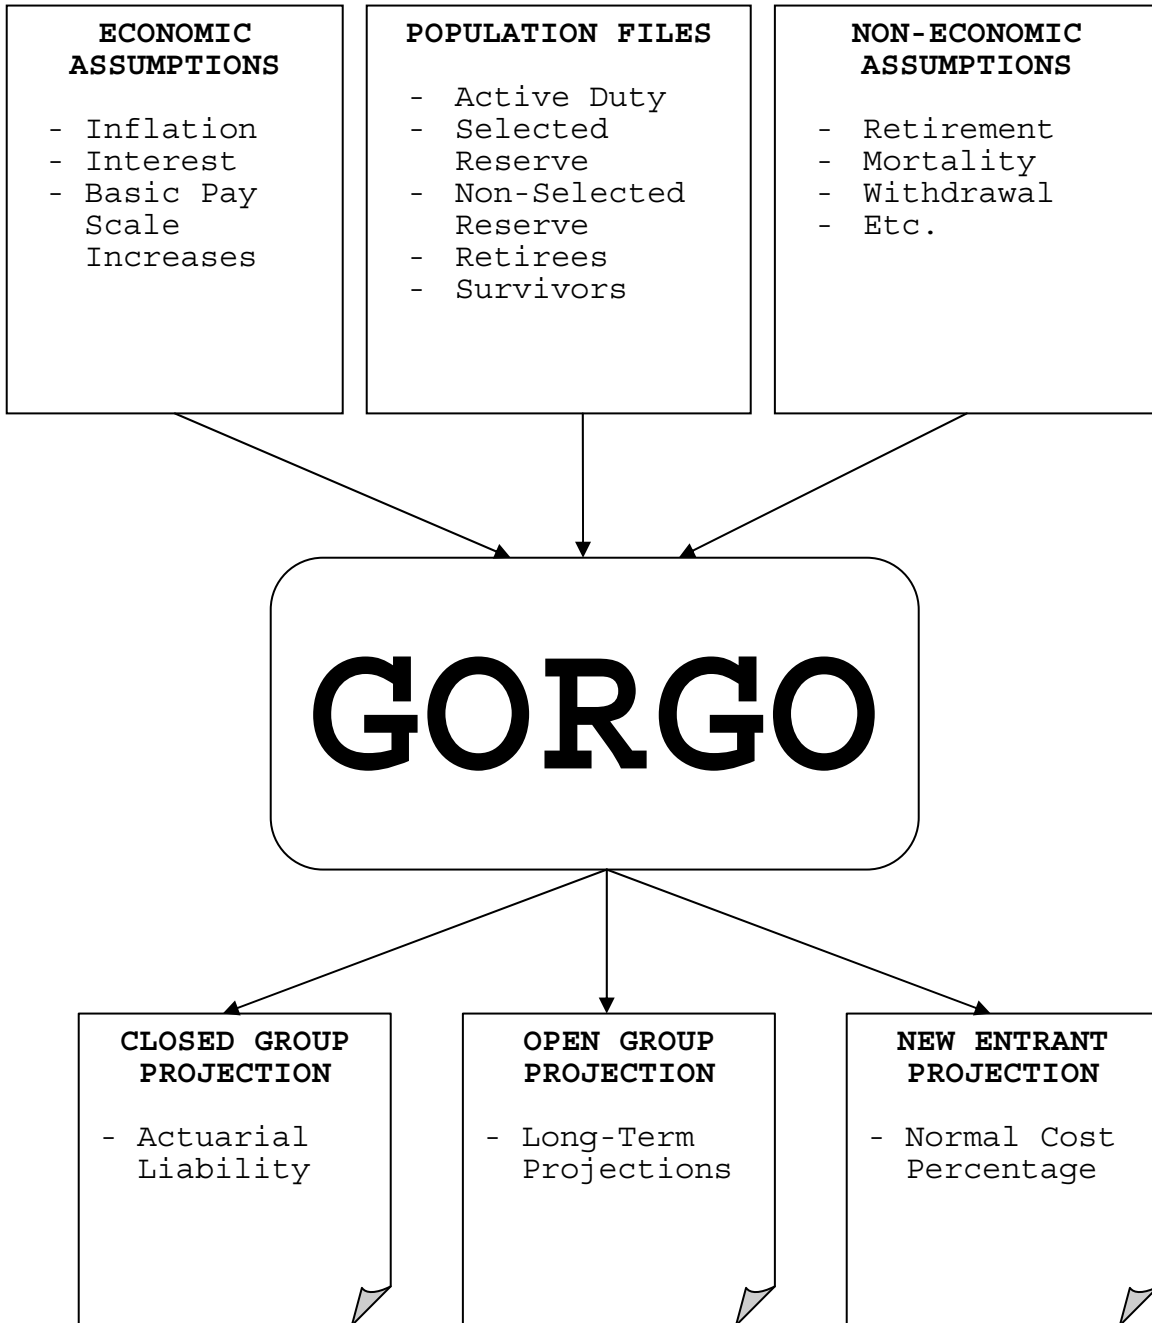 ECONOMIC
ASSUMPTIONS
- Inflation
- Interest
- Basic Pay
Scale
Increases
POPULATION FILES
- Active Duty
- Selected
Reserve
- Non-Selected
Reserve
- Retirees
- Survivors
NON-ECONOMIC
ASSUMPTIONS
- Retirement
- Mortality
- Withdrawal
- Etc.
GORGO
CLOSED GROUP
PROJECTION
- Actuarial
Liability
OPEN GROUP
PROJECTION
- Long-Term
Projections
NEW ENTRANT
PROJECTION
- Normal Cost
Percentage